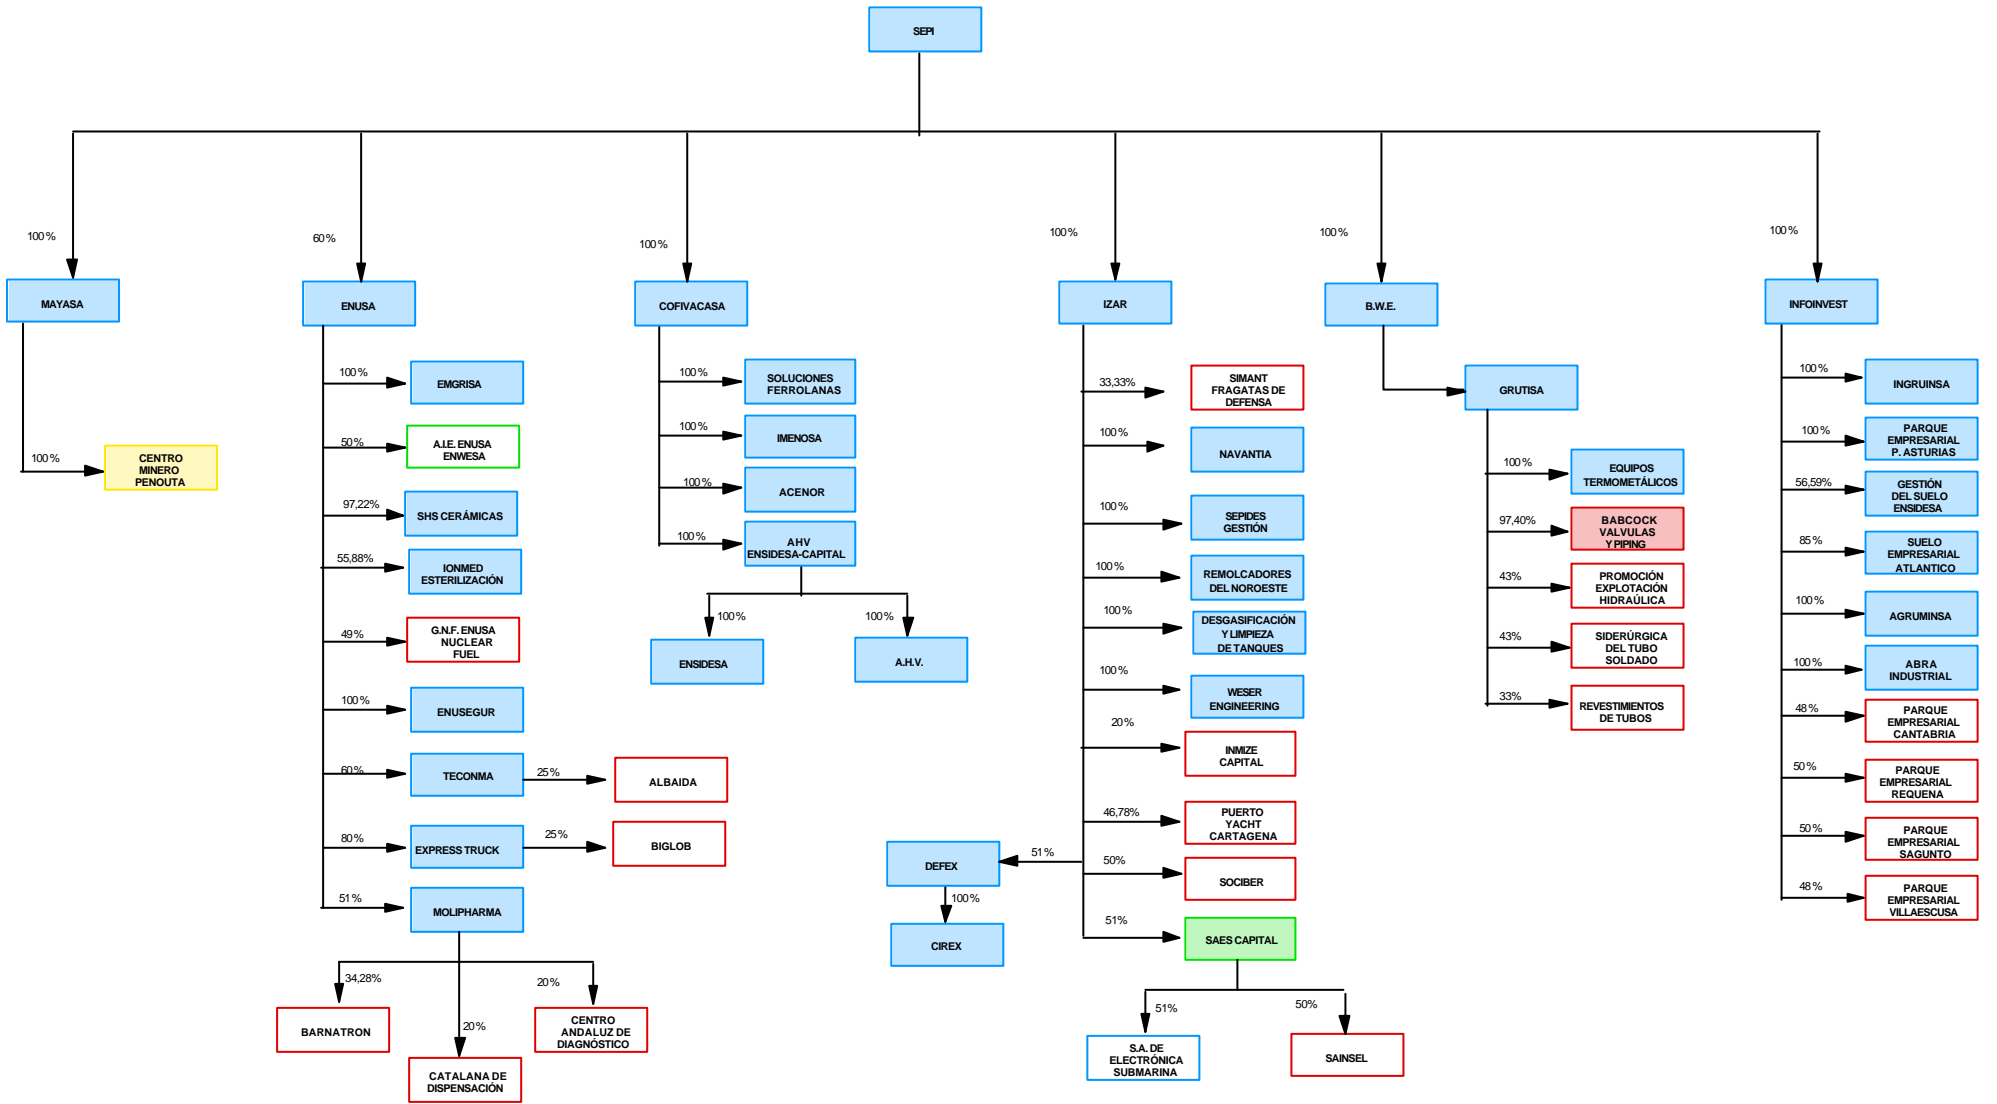 SEPI
100%
60%
100%
100%
100%
100%
MAYASA
ENUSA
COFIVACASA
IZAR
B.W.E.
INFOINVEST
100%
CENTRO
MINERO
PENOUTA
100%
EMGRISA
50%
A.I.E. ENUSA
ENWESA
97,22%
SHS CERÁMICAS
55,88%
IONMED
ESTERILIZACIÓN
49%
G.N.F. ENUSA
NUCLEAR
FUEL
100%
ENUSEGUR
60%
TECONMA
25%
ALBAIDA
80%
EXPRESS TRUCK
25%
BIGLOB
51%
MOLIPHARMA
34,28%
BARNATRON
20%
CATALANA DE
DISPENSACIÓN
20%
CENTRO
ANDALUZ DE
DIAGNÓSTICO
100%
SOLUCIONES
FERROLANAS
100%
IMENOSA
100%
ACENOR
100%
AHV
ENSIDESA-CAPITAL
100%
ENSIDESA
100%
A.H.V.
33,33%
SIMANT
FRAGATAS DE
DEFENSA
100%
NAVANTIA
100%
SEPIDES
GESTIÓN
100%
REMOLCADORES
DEL NOROESTE
100%
DESGASIFICACIÓN
Y LIMPIEZA
DE TANQUES
100%
WESER
ENGINEERING
20%
INMIZE
CAPITAL
46,78%
PUERTO
YACHT
CARTAGENA
51%
DEFEX
100%
CIREX
50%
SOCIBER
51%
SAES CAPITAL
51%
S.A. DE
ELECTRÓNICA
SUBMARINA
50%
SAINSEL
GRUTISA
100%
EQUIPOS
TERMOMETÁLICOS
97,40%
BABCOCK
VALVULAS
Y PIPING
43%
PROMOCIÓN
EXPLOTACIÓN
HIDRAÚLICA
43%
SIDERÚRGICA
DEL TUBO
SOLDADO
33%
REVESTIMIENTOS
DE TUBOS
100%
INGRUINSA
100%
PARQUE
EMPRESARIAL
P. ASTURIAS
56,59%
GESTIÓN
DEL SUELO
ENSIDESA
85%
SUELO
EMPRESARIAL
ATLANTICO
100%
AGRUMINSA
100%
ABRA
INDUSTRIAL
48%
PARQUE
EMPRESARIAL
CANTABRIA
50%
PARQUE
EMPRESARIAL
REQUENA
50%
PARQUE
EMPRESARIAL
SAGUNTO
48%
PARQUE
EMPRESARIAL
VILLAESCUSA